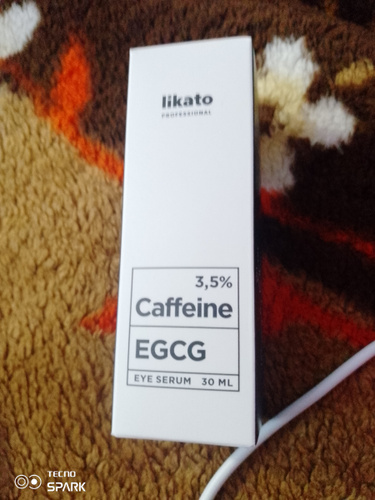 likato
PROFESSIONAL
3,5%
Caffeine
EGCG
EYE SERUM 30 ML
TECNO
SPARK